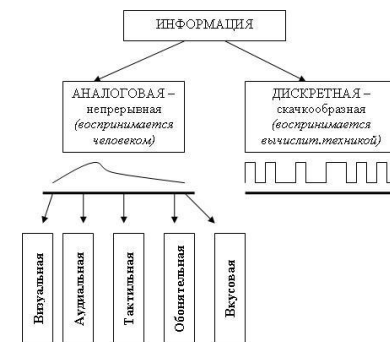 ИНФОРМАЦИЯ
АНАЛОГОВАЯ –
непрерывная
(воспринимается
человеком)
ДИСКРЕТНАЯ –
скачкообразная
(воспринимается
вычислит.техникой)
Визуальная
Аудиальная
Тактильная
Обонятельная
Вкусовая